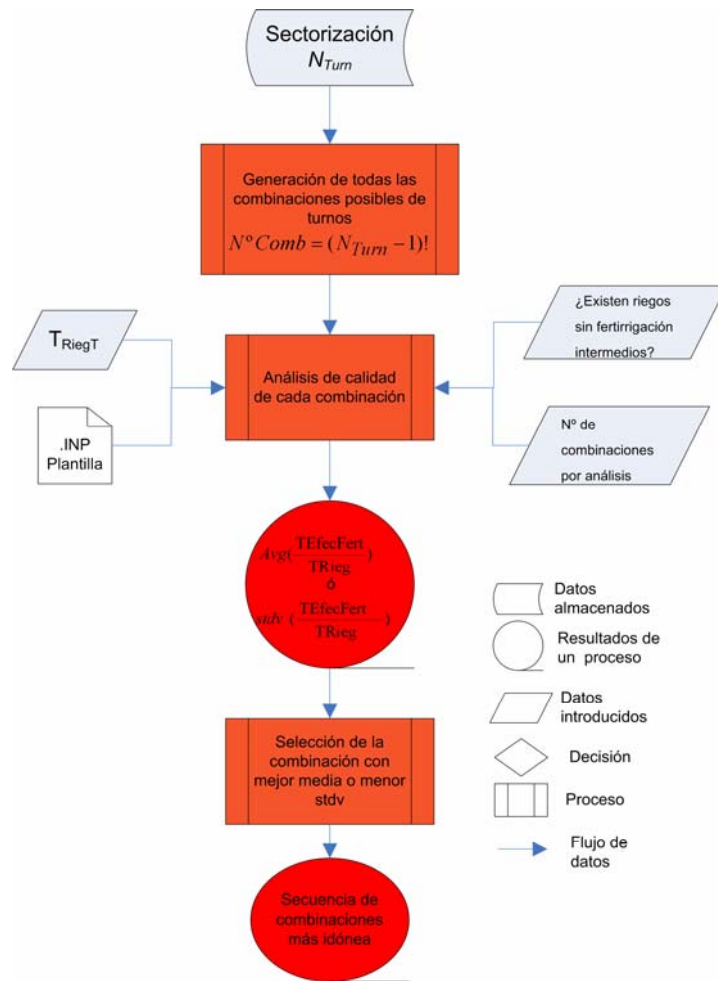 Sectorización
N_Turn
Generación de todas las
combinaciones posibles de
turnos
NºComb = (N_Turn − 1)!
T_RiegT
.INP
Plantilla
Análisis de calidad
de cada combinación
¿Existen riegos
sin fertirrigación
intermedios?
Nº de
combinaciones
por análisis
Avg(TEfecFert/TRieg)
ó
stdv (TEfecFert/TRieg)
Selección de la
combinación con
mejor media o menor
stdv
Secuencia de
combinaciones
más idónea
Datos
almacenados
Resultados de
un proceso
Datos
introducidos
Decisión
Proceso
Flujo de
datos